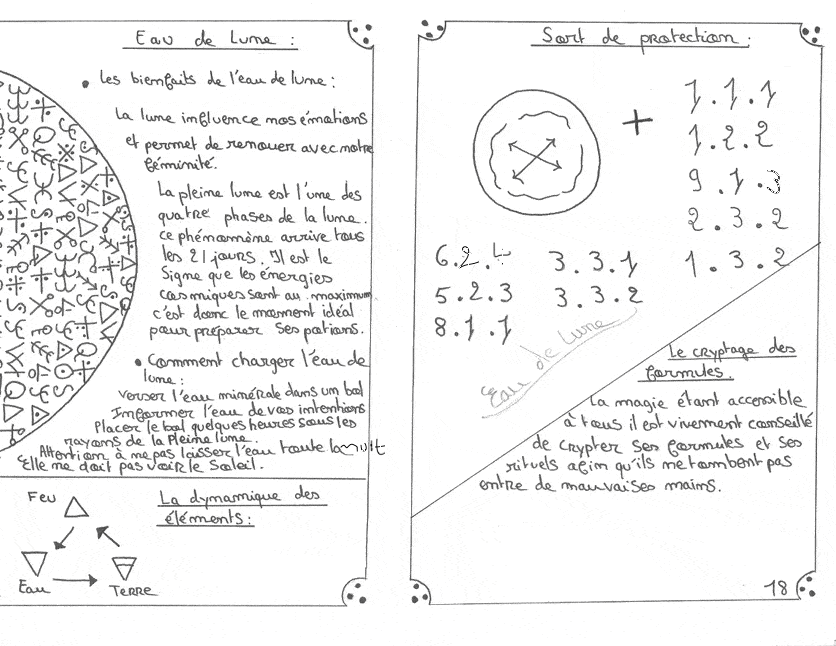 Eau de Lune :
• Les bienfaits de l'eau de lune :
La lune influence nos émotions
et permet de renouer avec notre
féminité.
La pleine lune est l'une des
quatre phases de la lune.
ce phénomène arrive tous
les 21 jours. Il est le
Signe que les énergies
cosmiques sont au maximum
c'est donc le moment idéal
pour préparer ses potions.
• Comment charger l'eau de
lune :
verser l'eau minérale dans un bol
Informer l'eau de vos intentions
Placer le bol quelques heures sous les
rayons de la Pleine lune.
Attention à ne pas laisser l'eau toute la nuit
Elle ne doit pas voir le Soleil.
Feu
Eau
Terre
La dynamique des
éléments :
Sort de protection :
+
1.1.1
1.2.2
9.1.3
2.3.2
1.3.2
6.2.4
5.2.3
8.1.1
3.3.1
3.3.2
Eau de Lune
Le cryptage des
formules.
La magie étant accessible
à tous il est vivement conseillé
de crypter ses formules et ses
rituels afin qu'ils ne tombent pas
entre de mauvaises mains.
18